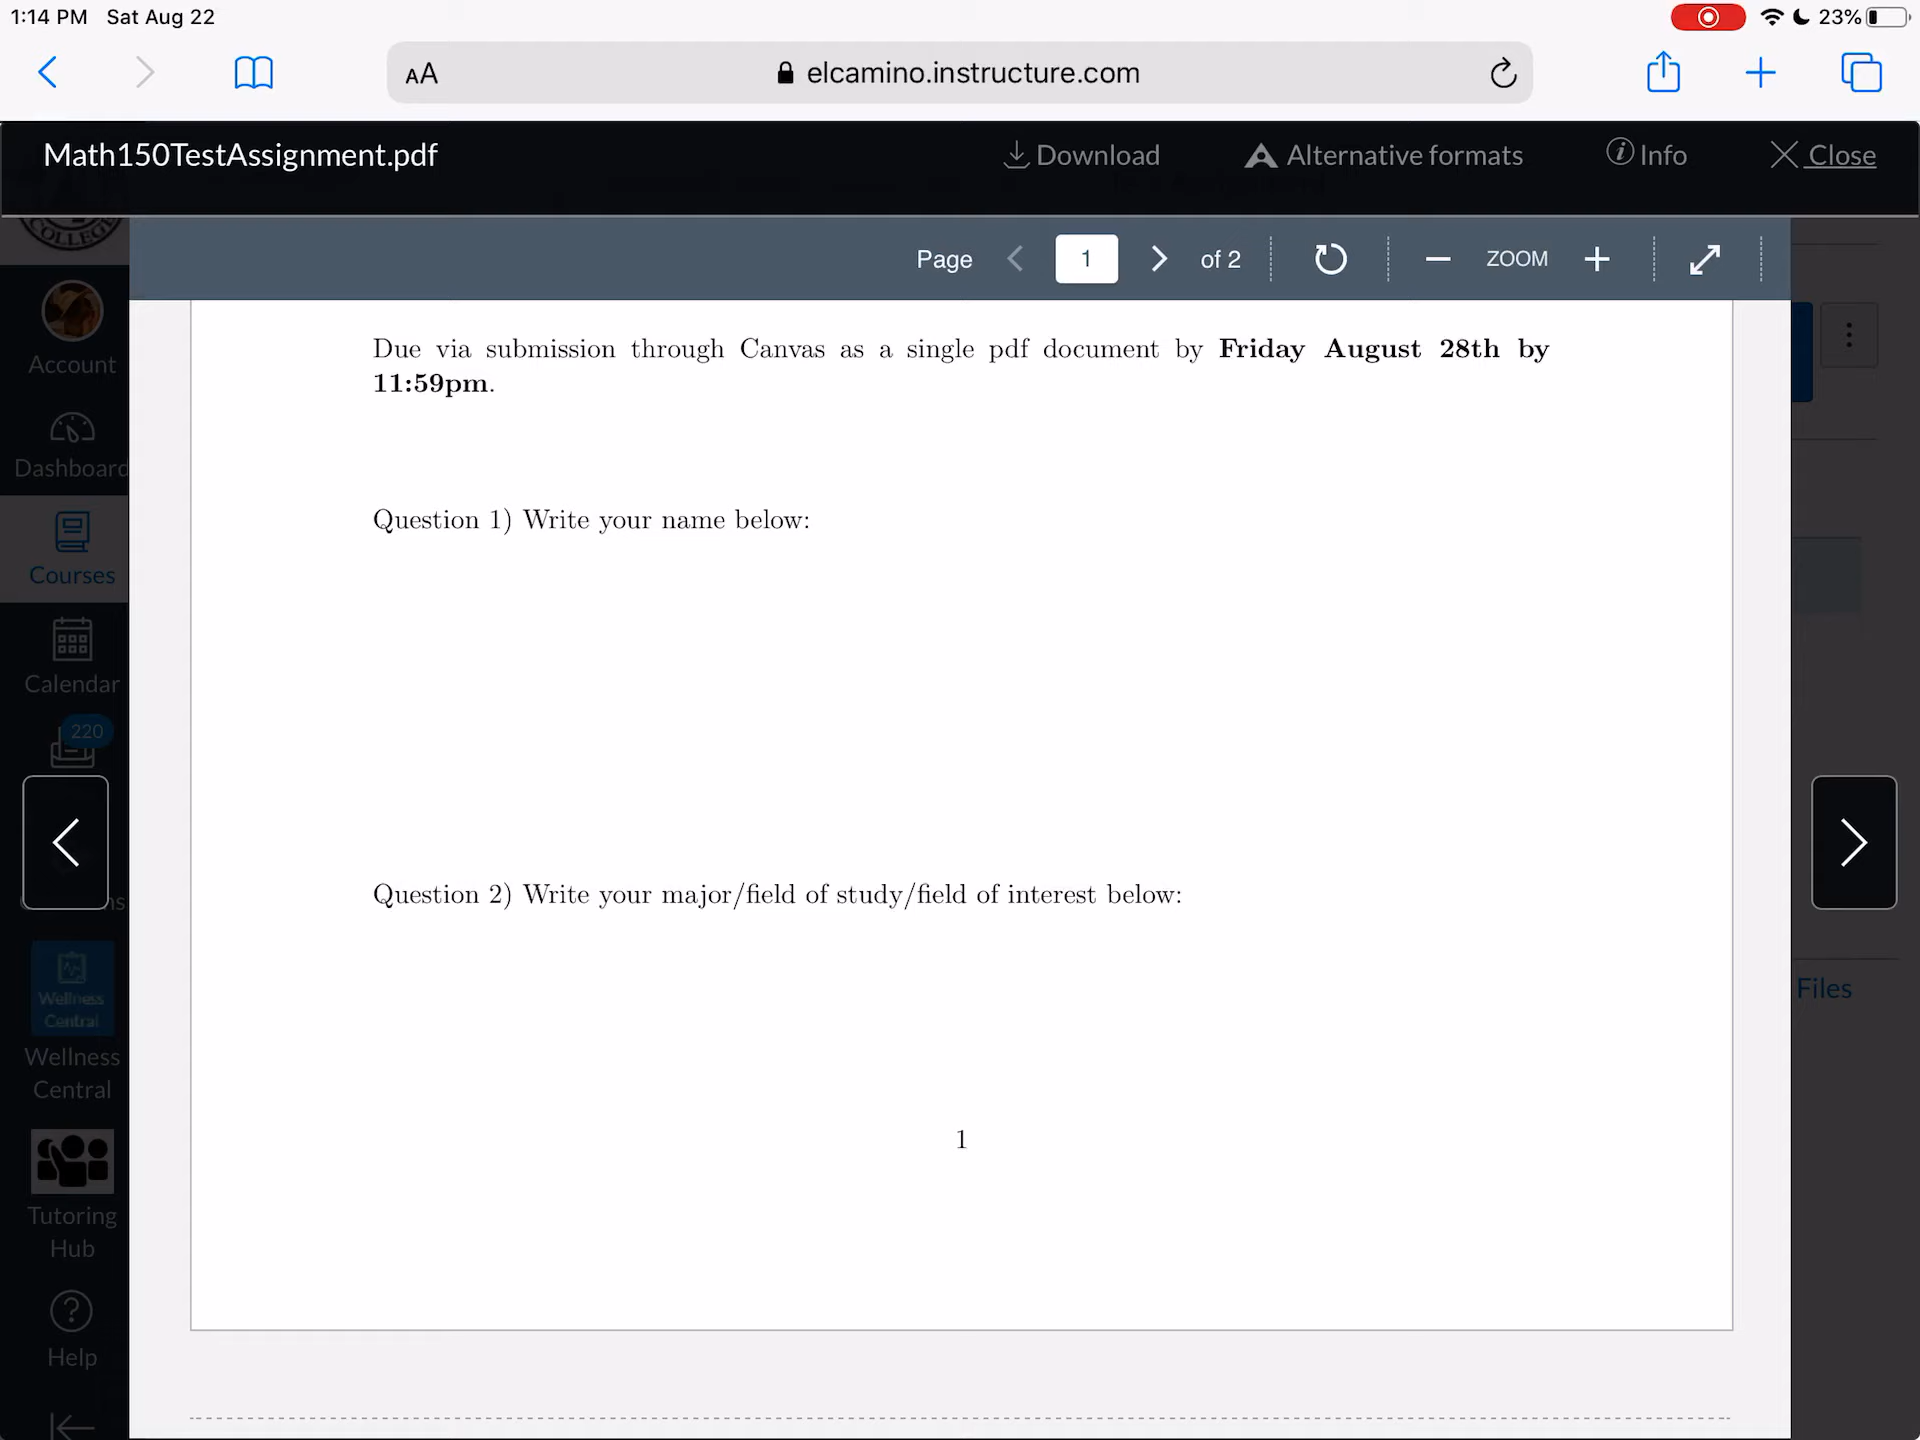 1:14 PM Sat Aug 22
23%
AA
elcamino.instructure.com
Math150TestAssignment.pdf
Download
Alternative formats
Info
Close
COLLEGE
Page
1
of 2
ZOOM
Account
Dashboard
Courses
Calendar
220
ns
Wellness
Central
Wellness
Central
Tutoring
Hub
Help
Due via submission through Canvas as a single pdf document by Friday August 28th by
11:59pm.
Question 1) Write your name below:
Question 2) Write your major/field of study/field of interest below:
1
Files